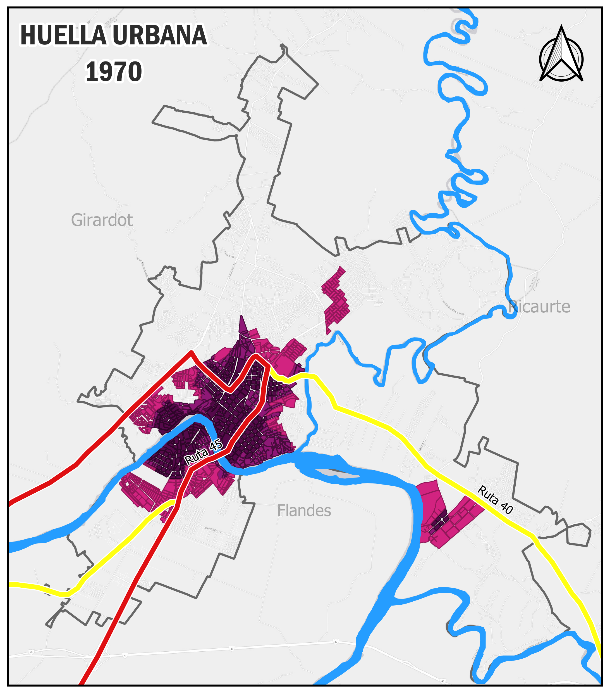 HUELLA URBANA
1970
Girardot
Ricaurte
Ruta 45
Ruta 40
Flandes